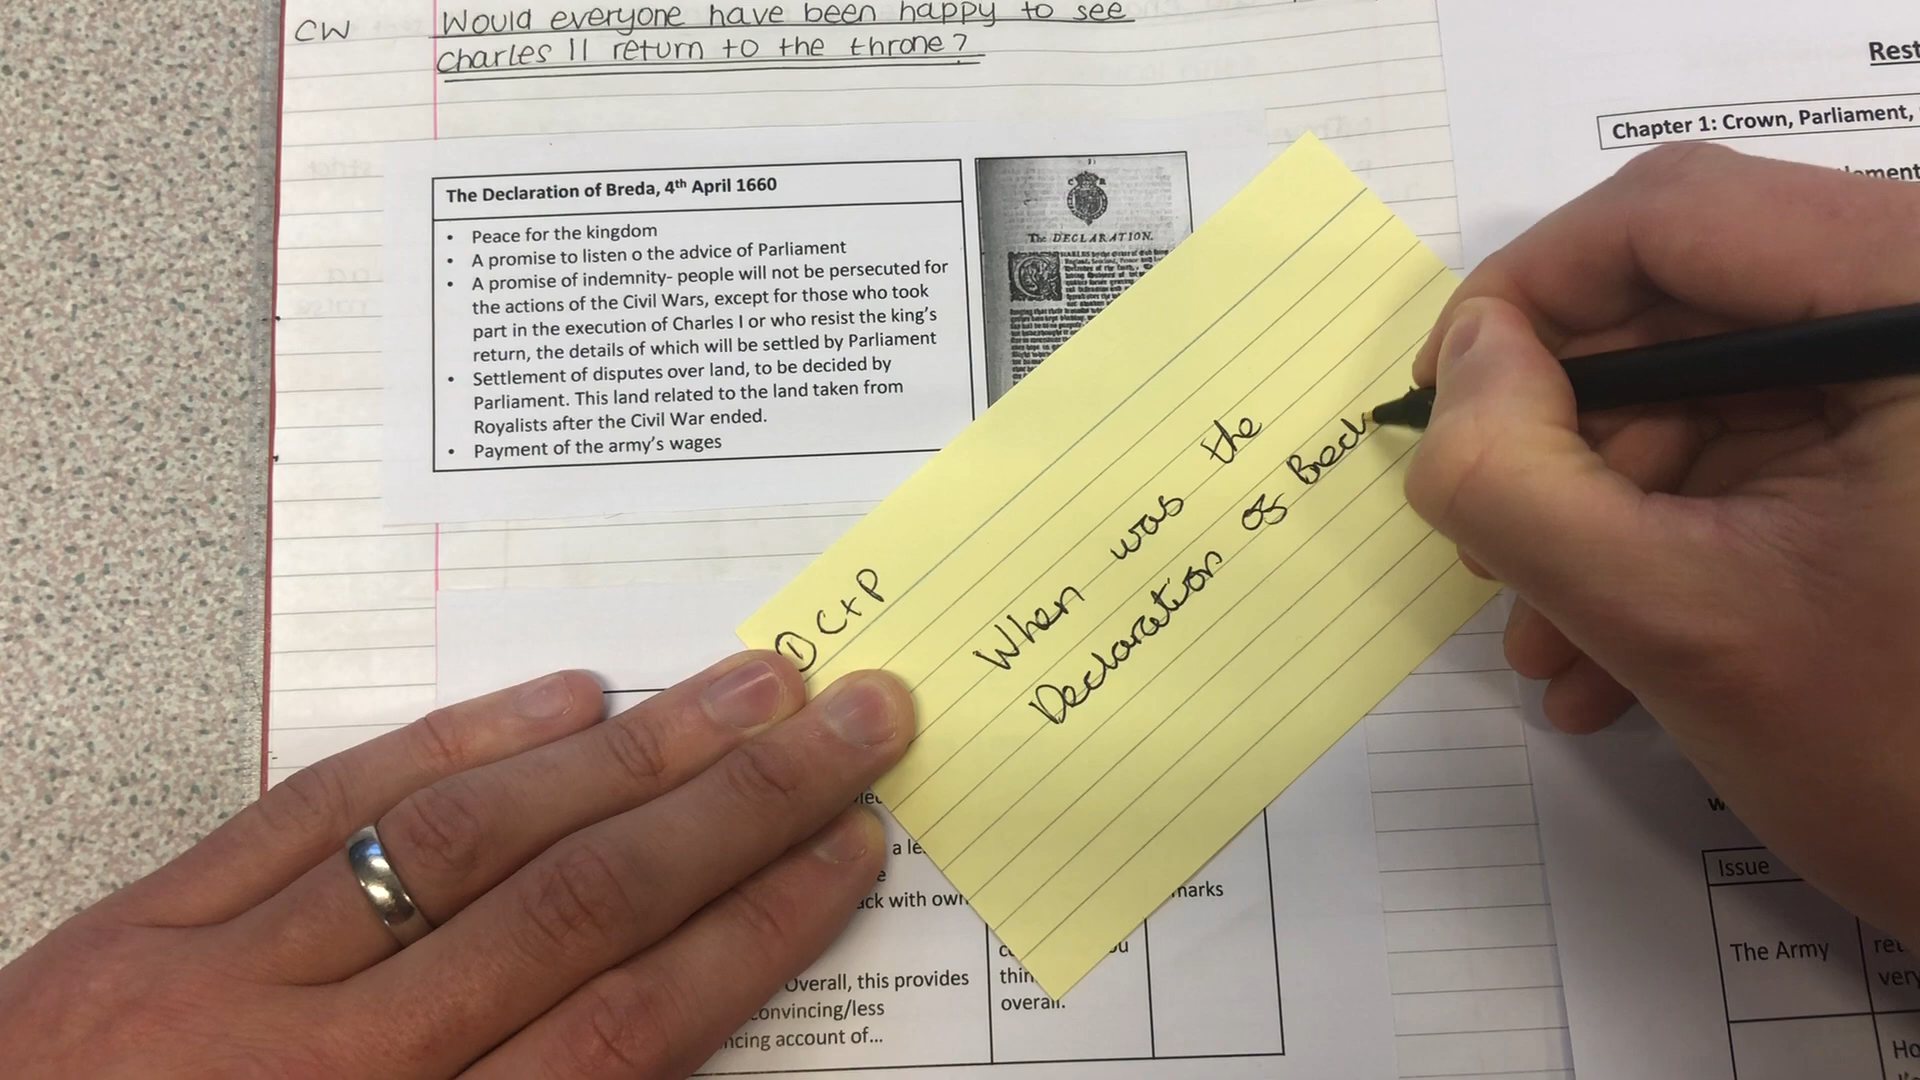 CW
Would everyone have been happy to see
Charles II return to the throne?
The Declaration of Breda, 4th April 1660
• Peace for the kingdom
• A promise to listen o the advice of Parliament
• A promise of indemnity- people will not be persecuted for
the actions of the Civil Wars, except for those who took
part in the execution of Charles I or who resist the king's
return, the details of which will be settled by Parliament
• Settlement of disputes over land, to be decided by
Parliament. This land related to the land taken from
Royalists after the Civil War ended.
• Payment of the army's wages
The DECLARATION.
① C+P
When was the
Declaration of Bred
a
with own
marks
Overall, this provides
overall.
account of...
Rest
Chapter 1: Crown, Parliament,
Issue
The Army